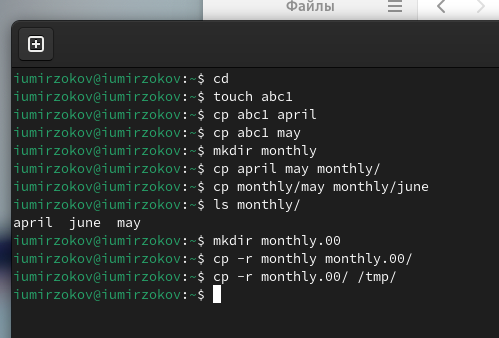 Файлы
iumirzokov@iumirzokov:~$ cd
iumirzokov@iumirzokov:~$ touch abc1
iumirzokov@iumirzokov:~$ cp abc1 april
iumirzokov@iumirzokov:~$ cp abc1 may
iumirzokov@iumirzokov:~$ mkdir monthly
iumirzokov@iumirzokov:~$ cp april may monthly/
iumirzokov@iumirzokov:~$ cp monthly/may monthly/june
iumirzokov@iumirzokov:~$ ls monthly/
april  june  may
iumirzokov@iumirzokov:~$ mkdir monthly.00
iumirzokov@iumirzokov:~$ cp -r monthly monthly.00/
iumirzokov@iumirzokov:~$ cp -r monthly.00/ /tmp/
iumirzokov@iumirzokov:~$